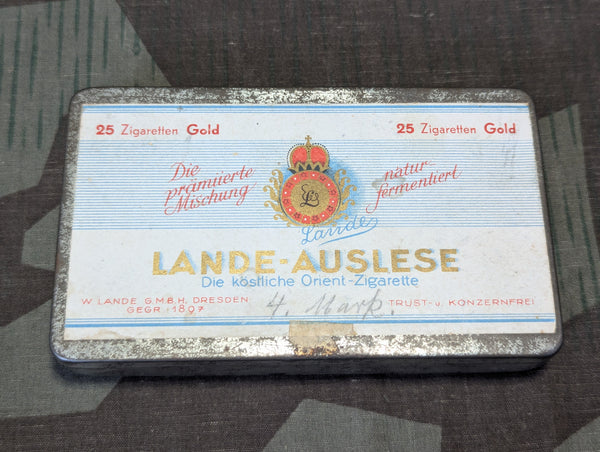 25 Zigaretten Gold
25 Zigaretten Gold
Die
prämiierte
Mischung
natur-
fermentiert
Lande
LANDE-AUSLESE
Die köstliche Orient-Zigarette
W. LANDE G.M.B.H. DRESDEN
GEGR. 1897
4. Mark.
TRUST- u. KONZERNFREI